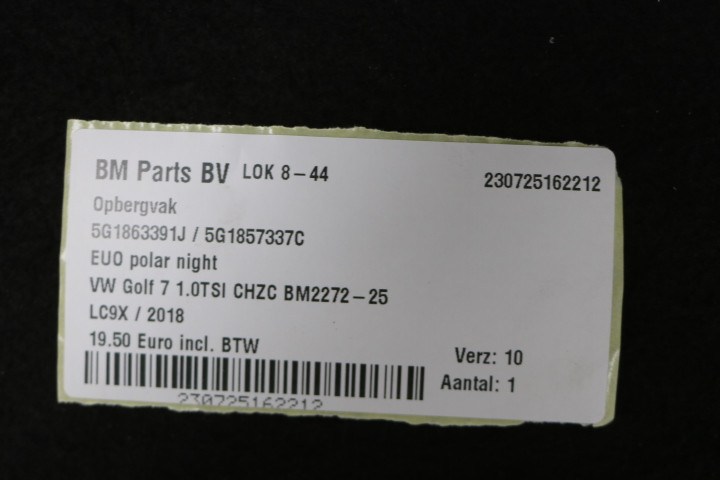 BM Parts BV LOK 8-44 230725162212
Opbergvak
5G1863391J / 5G1857337C
EUO polar night
VW Golf 7 1.0TSI CHZC BM2272-25
LC9X / 2018
19.50 Euro incl. BTW
Verz: 10
Aantal: 1
230725162212